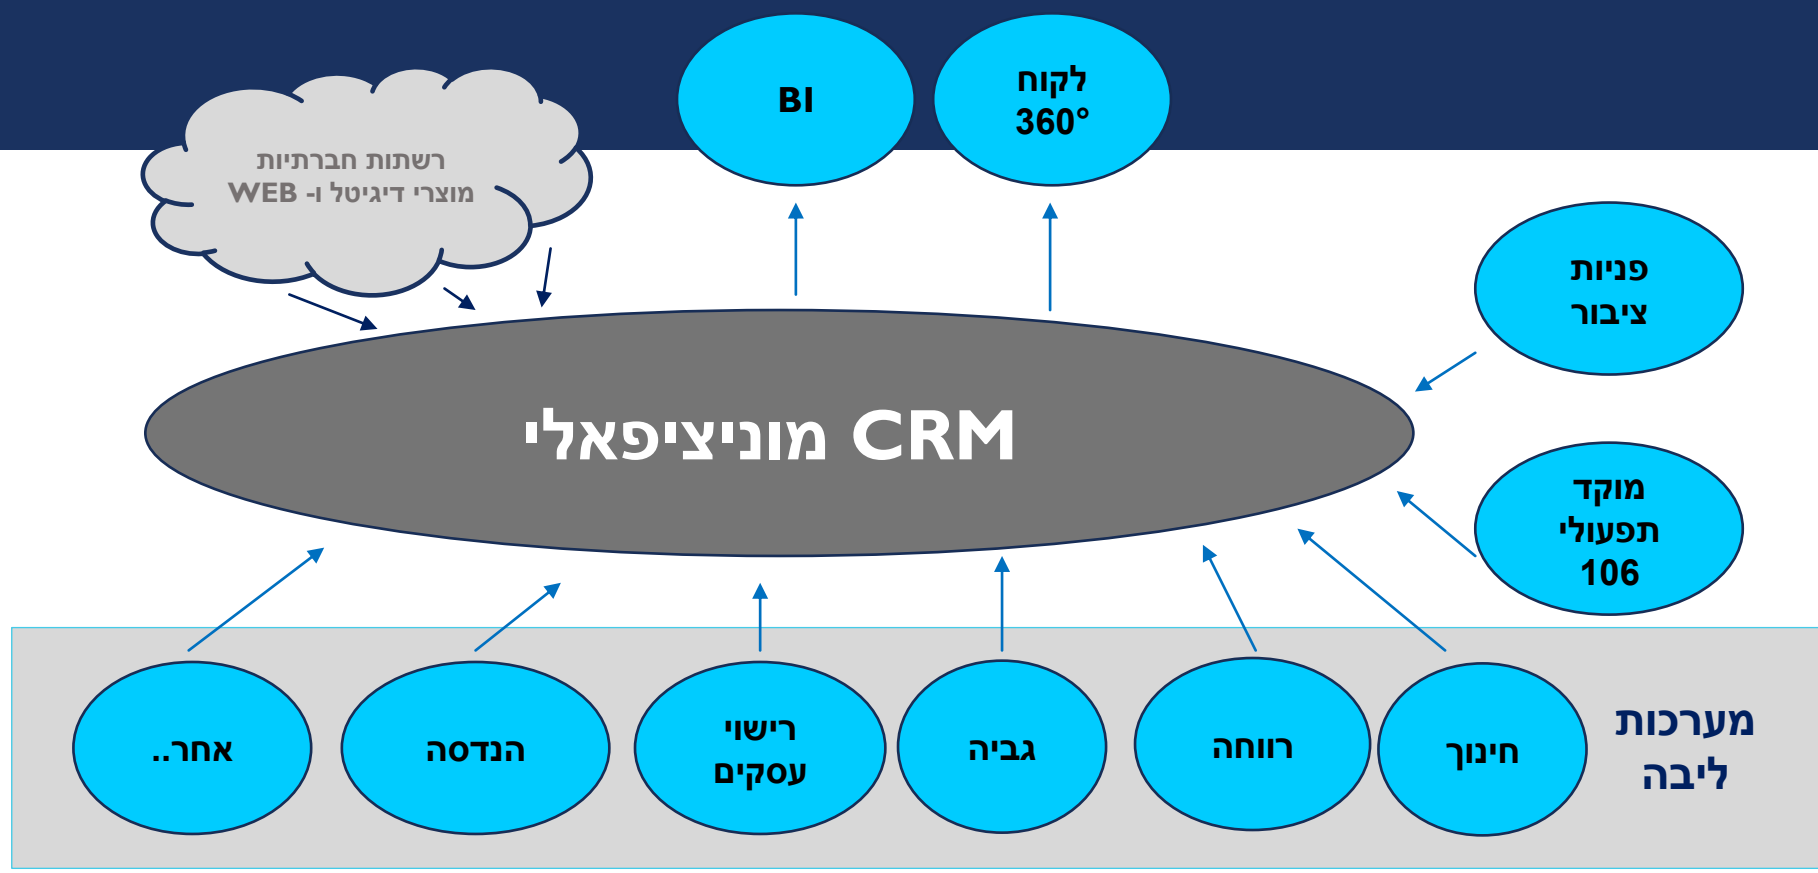 לקוח
360°
BI
רשתות חברתיות
מוצרי דיגיטל ו- WEB
פניות
ציבור
CRM מוניציפאלי
מוקד
תפעולי
106
מערכות
ליבה
חינוך
רווחה
גביה
רישוי
עסקים
הנדסה
אחר..